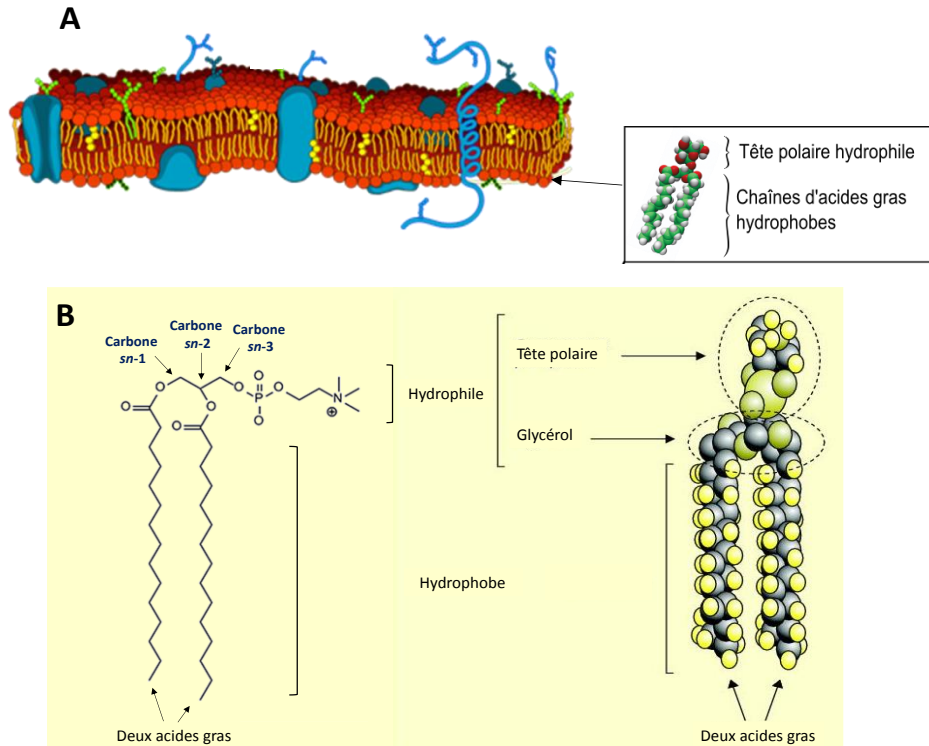 A
Tête polaire hydrophile
Chaînes d'acides gras
hydrophobes
B
Carbone
sn-1
Carbone
sn-2
Carbone
sn-3
O
O
O
O
O
P
O
O
O
N
⊕
Hydrophile
Tête polaire
Glycérol
Hydrophobe
Deux acides gras
Deux acides gras